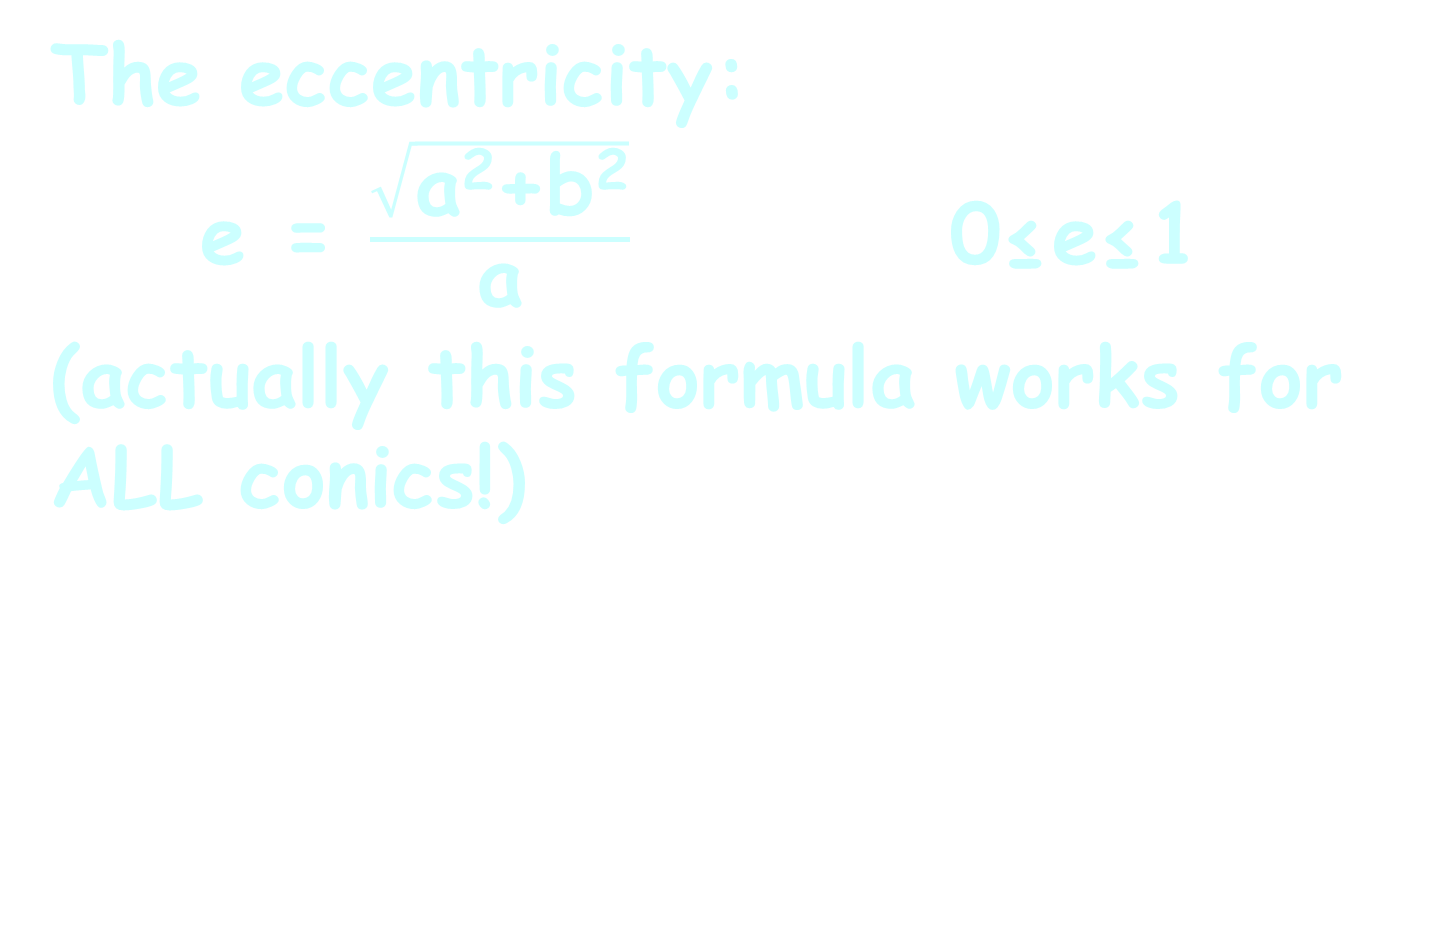 The eccentricity:
e = √a²+b² / a 0≤e≤1
(actually this formula works for
ALL conics!)